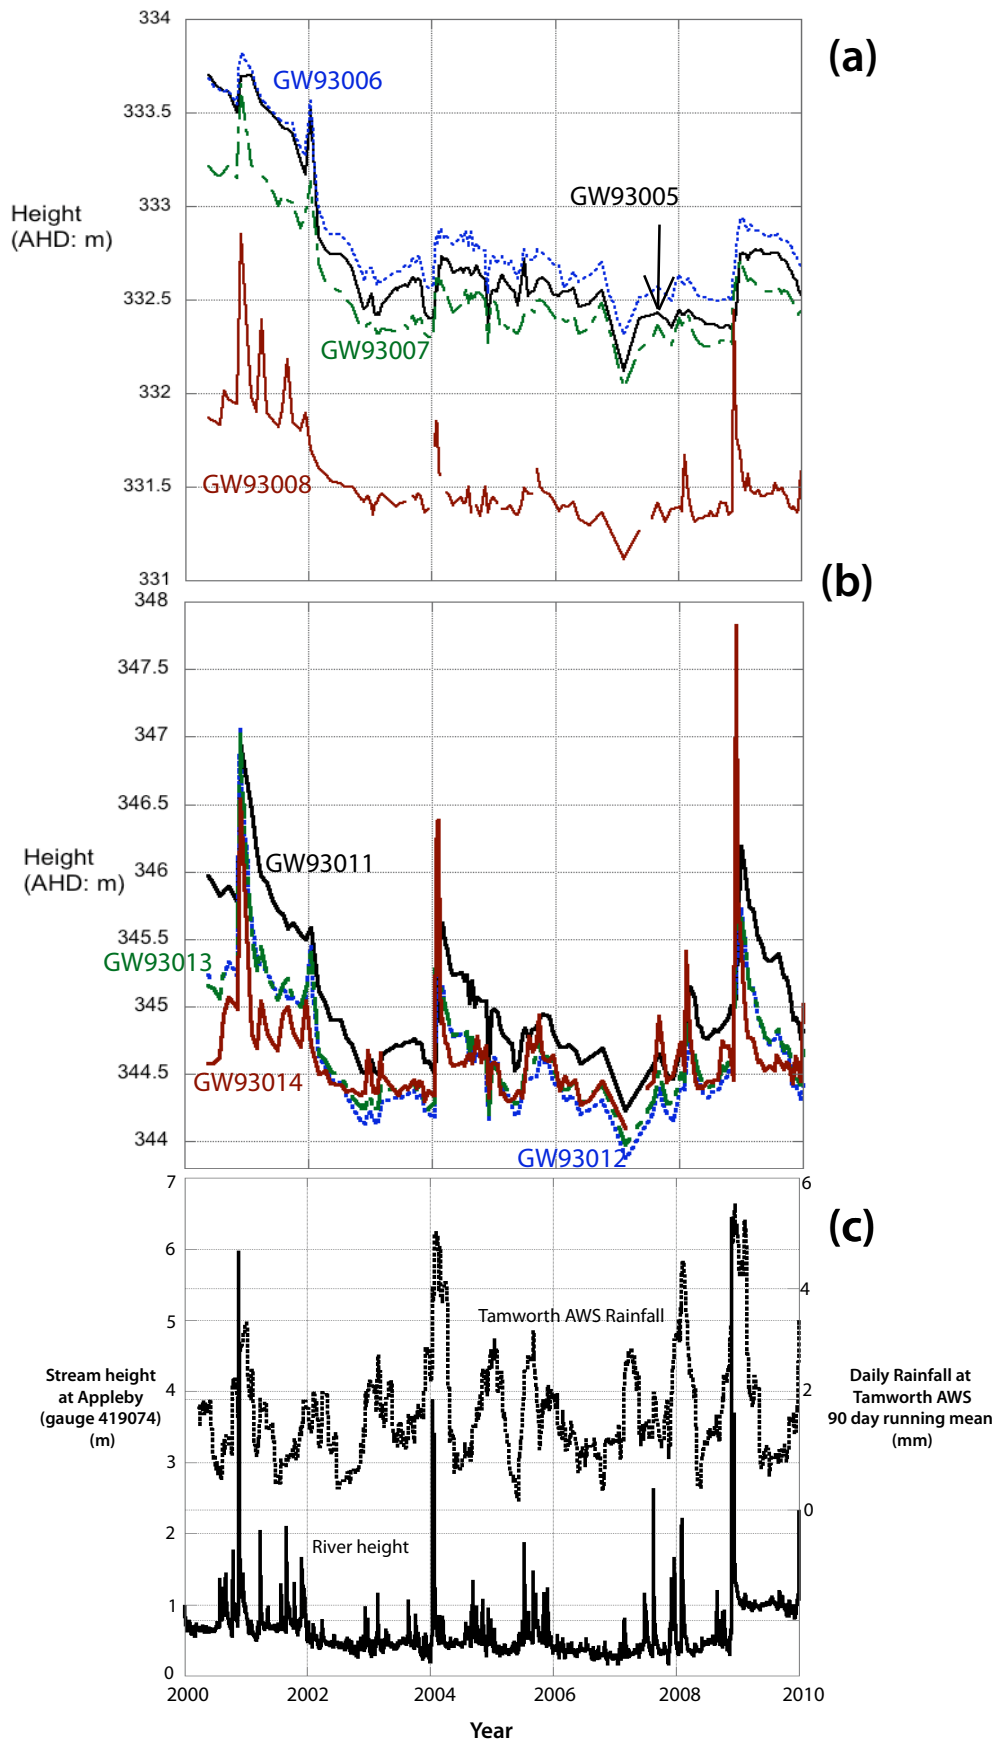 334
(a)
GW93006
333.5
GW93005
Height
(AHD: m)
333
332.5
GW93007
332
GW93008
331.5
331
(b)
348
347.5
347
346.5
Height
(AHD: m)
346
GW93011
345.5
GW93013
345
344.5
GW93014
344
GW93012
7
6
(c)
6
5
4
Tamworth AWS Rainfall
Stream height
at Appleby
(gauge 419074)
(m)
4
2
Daily Rainfall at
Tamworth AWS
90 day running mean
(mm)
3
0
2
River height
1
0
2000
2002
2004
2006
2008
2010
Year